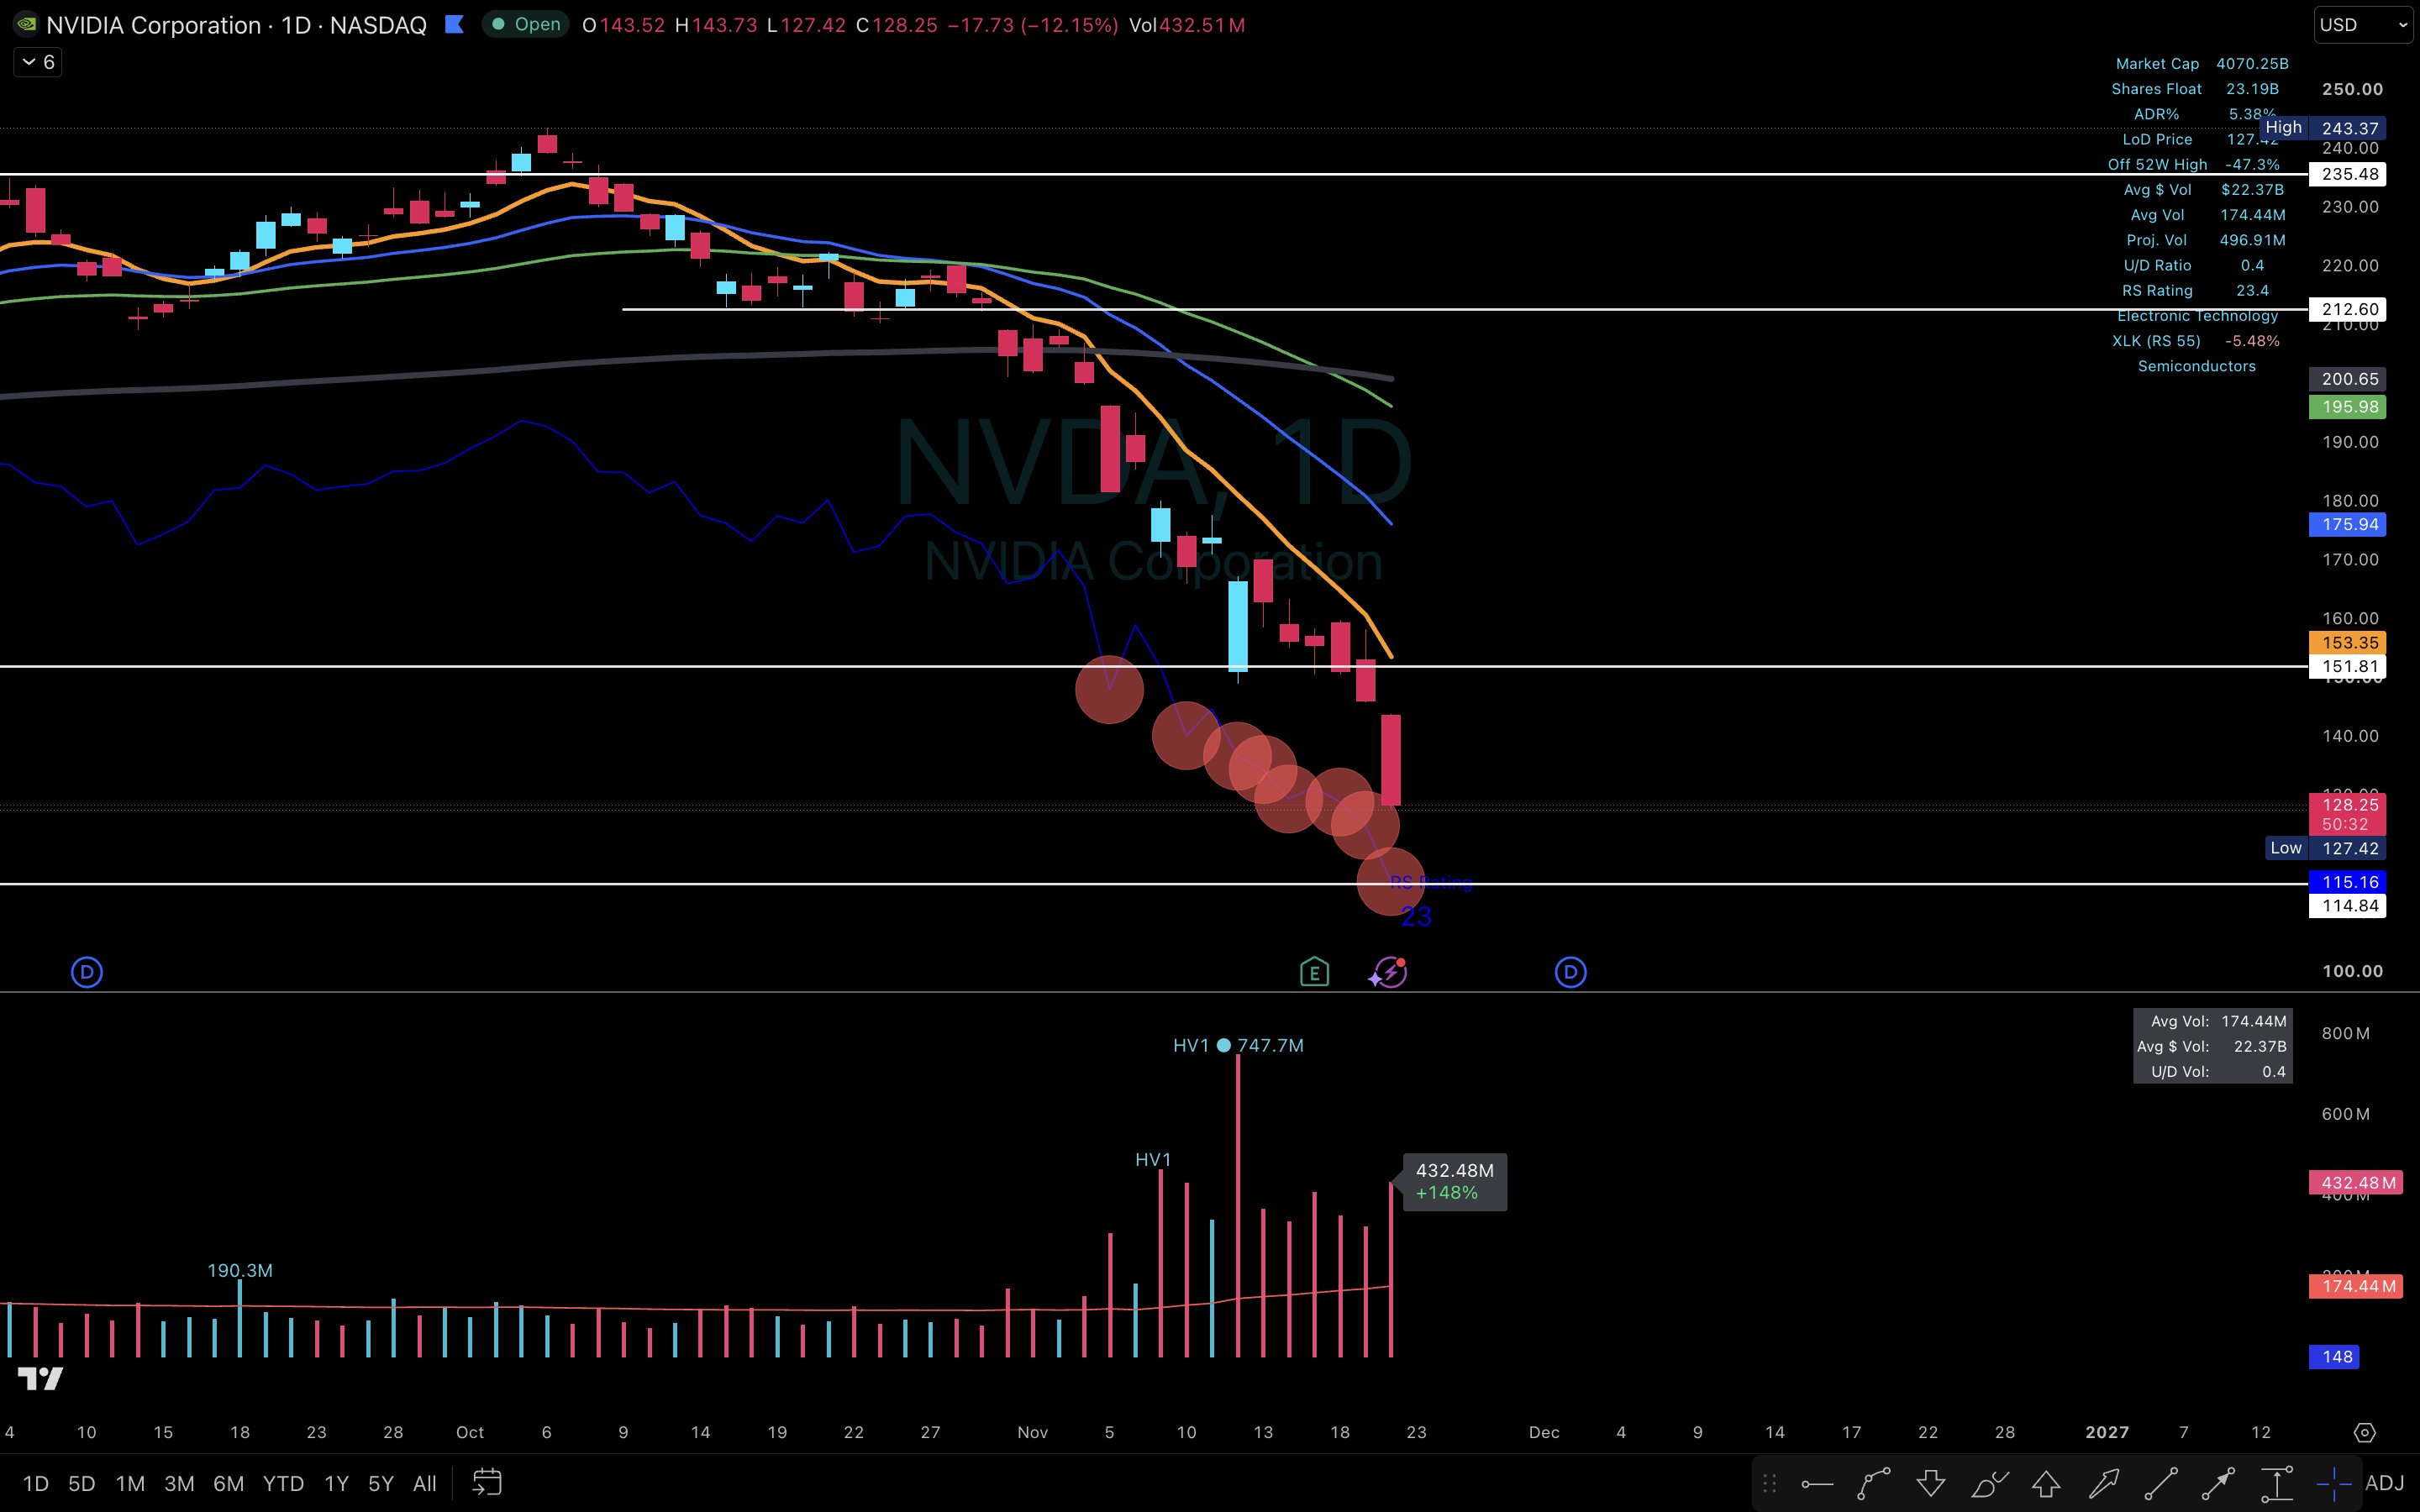 NVIDIA Corporation · 1D · NASDAQ Open O143.52 H143.73 L127.42 C128.25 −17.73 (−12.15%) Vol432.51M
USD
6
Market Cap 4070.25B
Shares Float 23.19B
ADR% 5.38%
LoD Price 127.42
Off 52W High -47.3%
Avg $ Vol $22.37B
Avg Vol 174.44M
Proj. Vol 496.91M
U/D Ratio 0.4
RS Rating 23.4
Electronic Technology
XLK (RS 55) -5.48%
Semiconductors
250.00
High 243.37
240.00
235.48
230.00
220.00
212.60
210.00
200.65
195.98
190.00
180.00
175.94
170.00
160.00
153.35
151.81
150.00
140.00
128.25
50:32
Low 127.42
115.16
114.84
100.00
NVDA, 1D
NVIDIA Corporation
RS Rating
23
D
E
D
Avg Vol: 174.44M
Avg $ Vol: 22.37B
U/D Vol: 0.4
HV1 747.7M
HV1
432.48M
+148%
190.3M
800M
600M
432.48M
400M
174.44M
148
4 10 15 18 23 28 Oct 6 9 14 19 22 27 Nov 5 10 13 18 23 Dec 4 9 14 17 22 28 2027 7 12
1D 5D 1M 3M 6M YTD 1Y 5Y All
ADJ